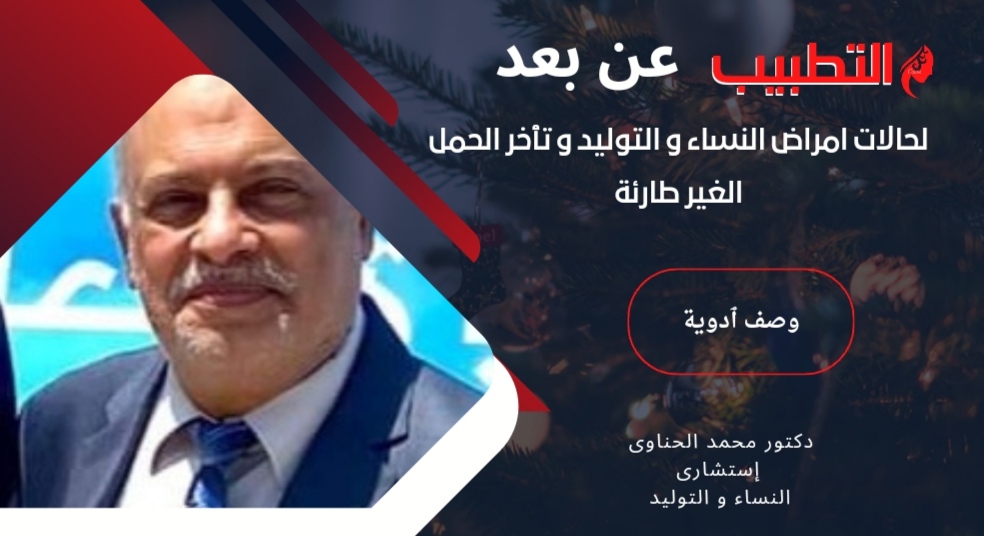 التطبيب عن بعد
لحالات امراض النساء و التوليد و تأخر الحمل
الغير طارئة
وصف أدوية
دكتور محمد الحناوى
إستشارى
النساء و التوليد